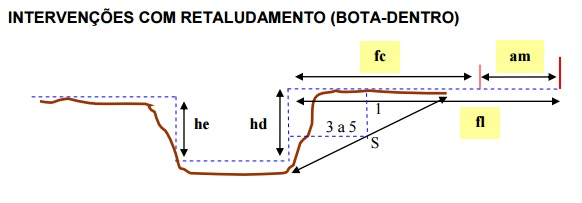 INTERVENÇÕES COM RETALUDAMENTO (BOTA-DENTRO)
fc
am
he
hd
1
fl
3 a 5
S